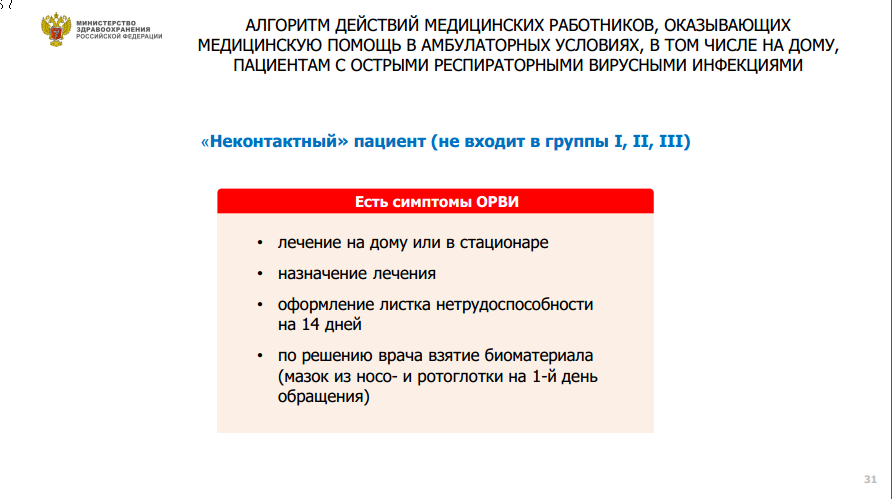 МИНИСТЕРСТВО
ЗДРАВООХРАНЕНИЯ
РОССИЙСКОЙ ФЕДЕРАЦИИ
АЛГОРИТМ ДЕЙСТВИЙ МЕДИЦИНСКИХ РАБОТНИКОВ, ОКАЗЫВАЮЩИХ
МЕДИЦИНСКУЮ ПОМОЩЬ В АМБУЛАТОРНЫХ УСЛОВИЯХ, В ТОМ ЧИСЛЕ НА ДОМУ,
ПАЦИЕНТАМ С ОСТРЫМИ РЕСПИРАТОРНЫМИ ВИРУСНЫМИ ИНФЕКЦИЯМИ
«Неконтактный» пациент (не входит в группы I, II, III)
Есть симптомы ОРВИ
• лечение на дому или в стационаре
• назначение лечения
• оформление листка нетрудоспособности
на 14 дней
• по решению врача взятие биоматериала
(мазок из носо- и ротоглотки на 1-й день
обращения)
31